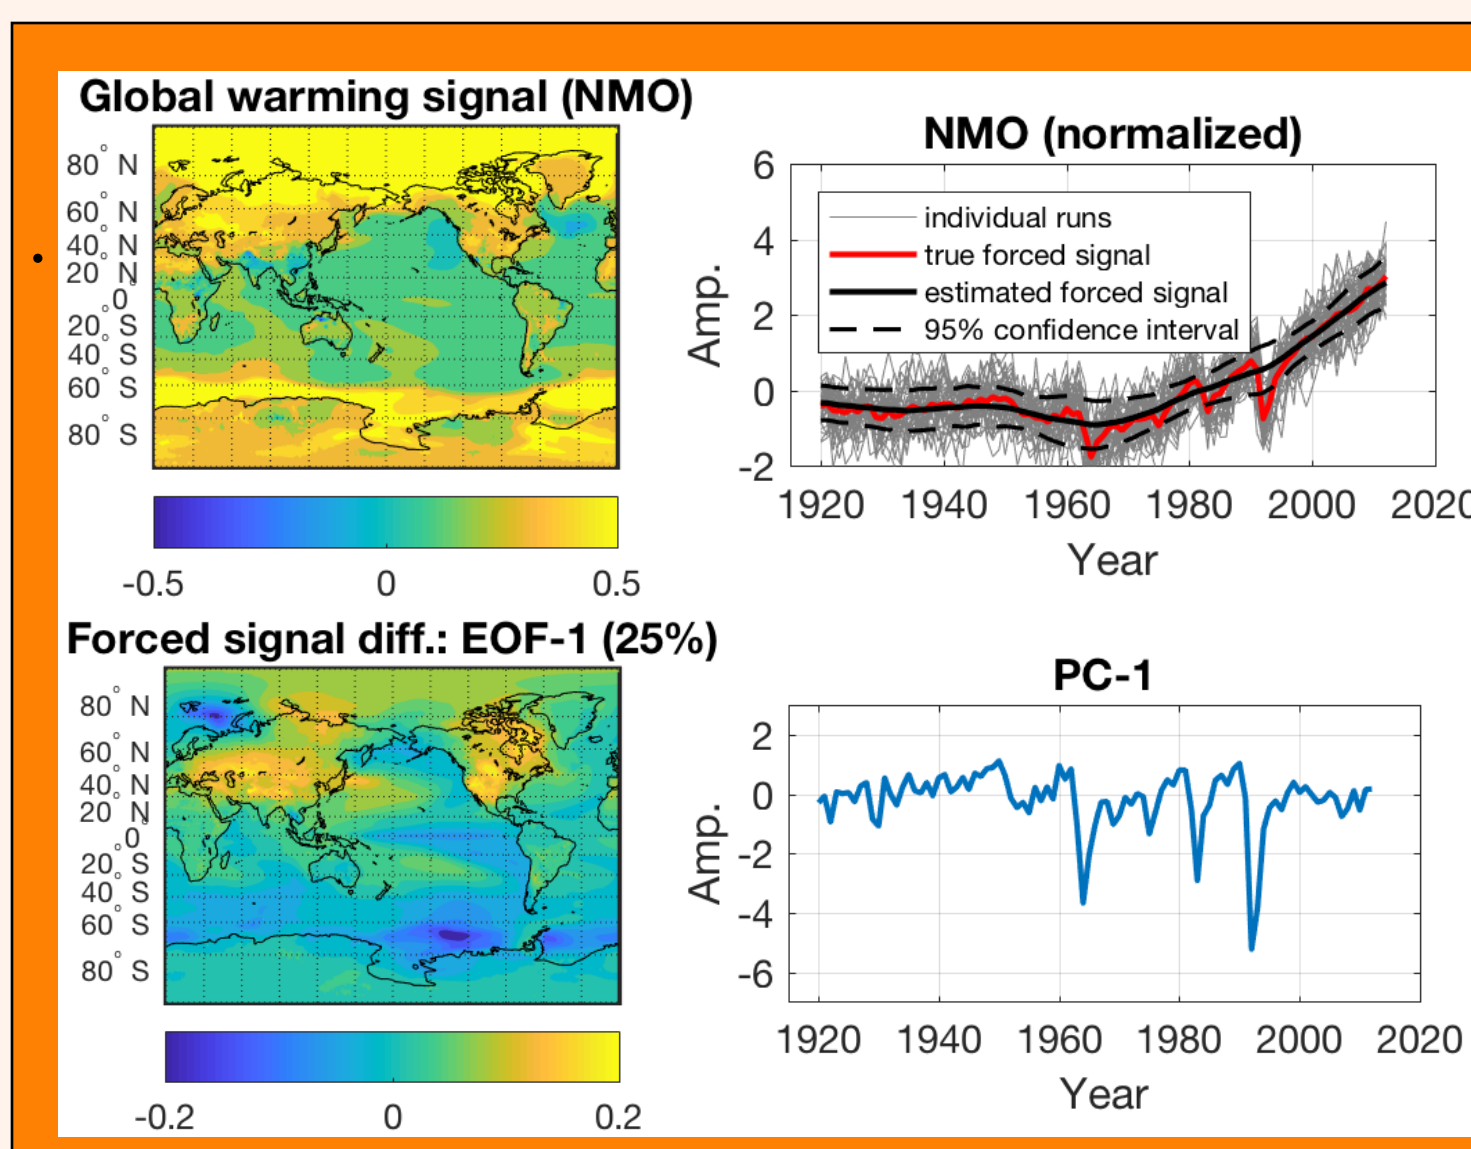 Global warming signal (NMO)
80° N
60° N
40° N
20° N
0°
20° S
40° S
60° S
80° S
-0.5 0 0.5
NMO (normalized)
Amp.
6
4
2
0
-2
individual runs
true forced signal
estimated forced signal
95% confidence interval
1920 1940 1960 1980 2000 2020
Year
Forced signal diff.: EOF-1 (25%)
80° N
60° N
40° N
20° N
0°
20° S
40° S
60° S
80° S
-0.2 0 0.2
PC-1
Amp.
2
0
-2
-4
-6
1920 1940 1960 1980 2000 2020
Year